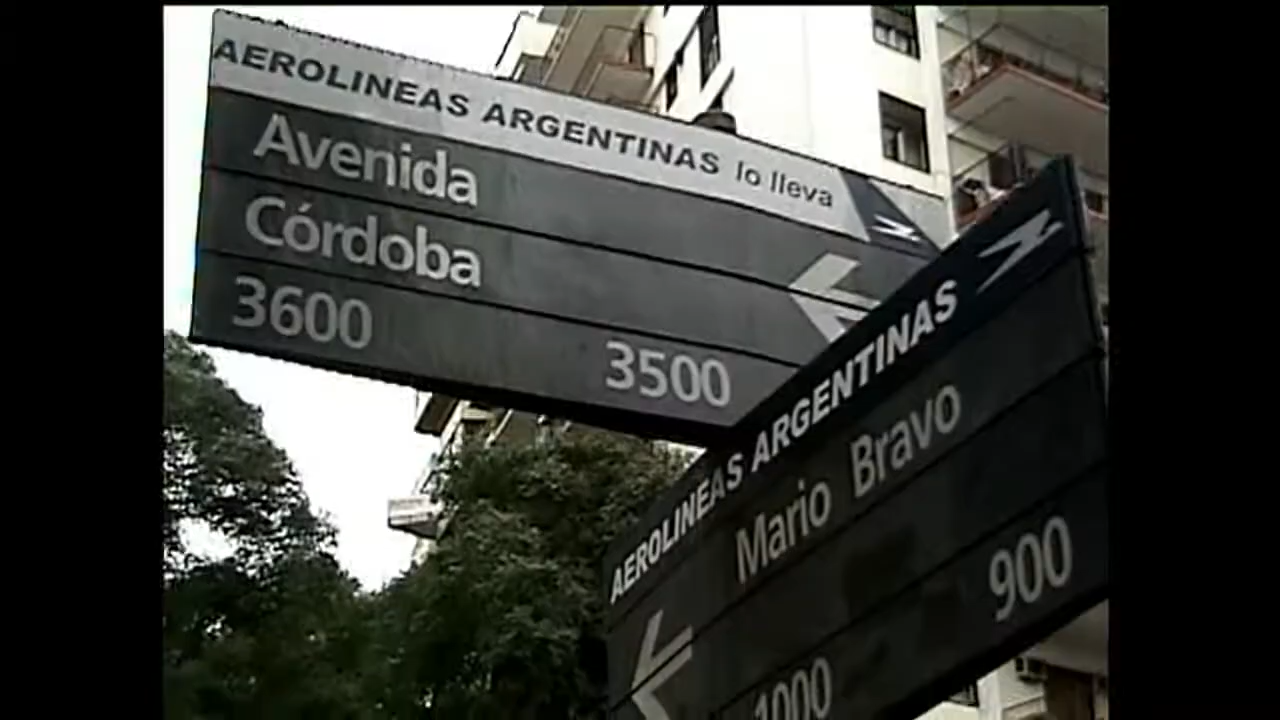 AEROLINEAS ARGENTINAS lo lleva
Avenida
Córdoba
3600 3500
AEROLINEAS ARGENTINAS
Mario Bravo
900
1000